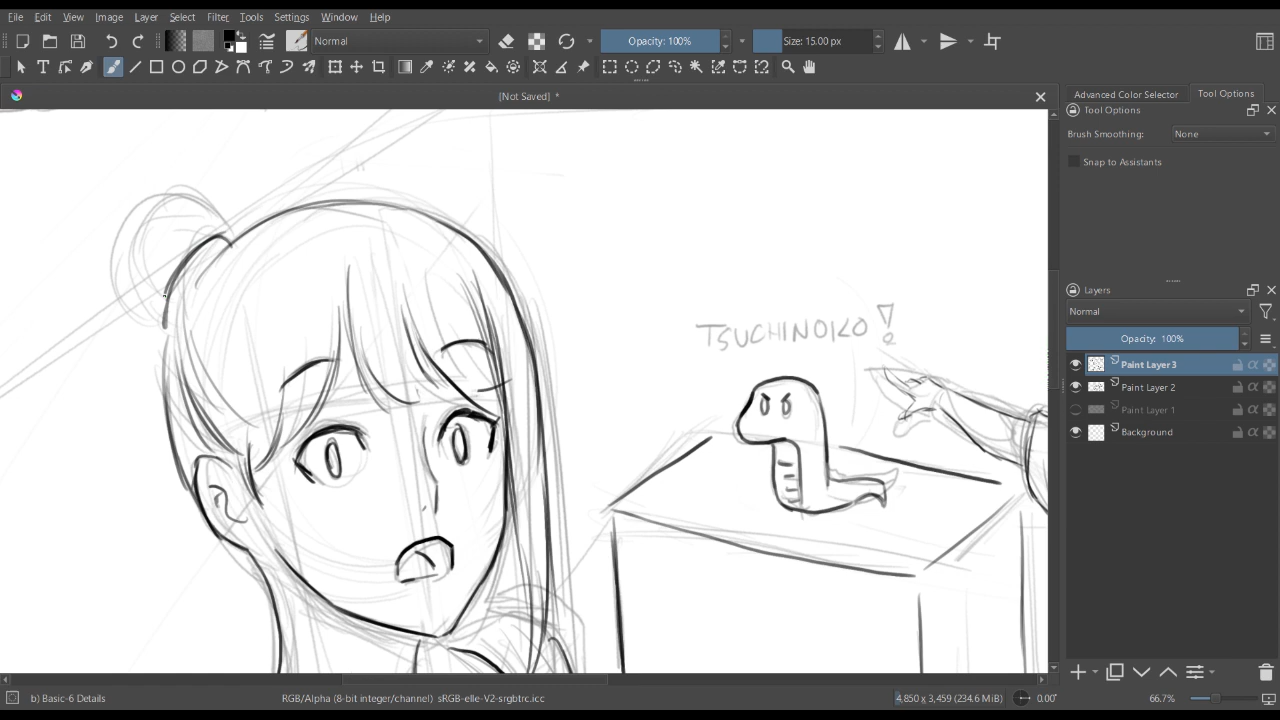 File Edit View Image Layer Select Filter Tools Settings Window Help
Normal Opacity: 100% Size: 15.00 px
[Not Saved] *
Advanced Color Selector Tool Options
Tool Options
Brush Smoothing: None
Snap to Assistants
Layers
Normal
Opacity: 100%
Paint Layer 3
Paint Layer 2
Paint Layer 1
Background
TSUCHINOKO!
b) Basic-6 Details RGB/Alpha (8-bit integer/channel) sRGB-elle-V2-srgbtrc.icc 4,850 x 3,459 (234.6 MiB) 0.00° 66.7%